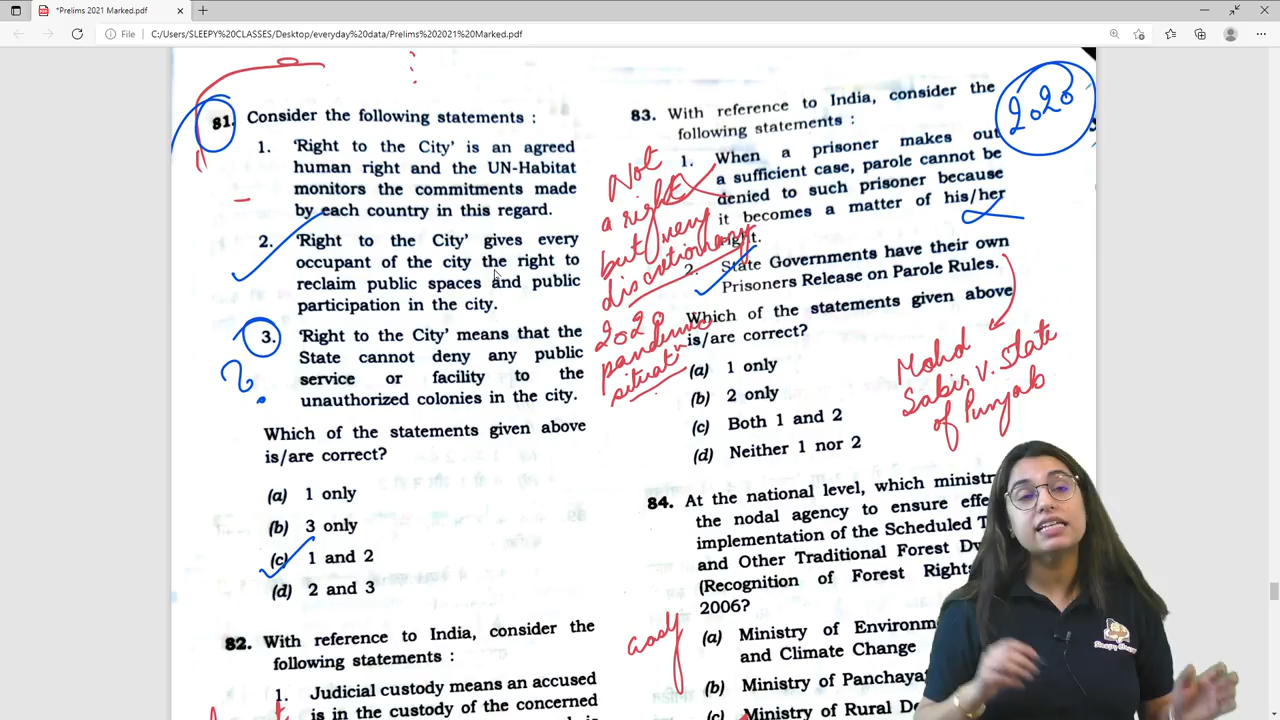 *Prelims 2021 Marked.pdf
File
C:/Users/SLEEPY%20CLASSES/Desktop/everyday%20data/Prelims%202021%20Marked.pdf
81. Consider the following statements :
1. 'Right to the City' is an agreed
human right and the UN-Habitat
monitors the commitments made
by each country in this regard.
2. 'Right to the City' gives every
occupant of the city the right to
reclaim public spaces and public
participation in the city.
3. 'Right to the City' means that the
State cannot deny any public
service or facility to the
unauthorized colonies in the city.
Which of the statements given above
is/are correct?
(a) 1 only
(b) 3 only
(c) 1 and 2
(d) 2 and 3
82. With reference to India, consider the
following statements :
1. Judicial custody means an accused
is in the custody of the concerned
83. With reference to India, consider the
following statements :
1. When a prisoner makes out
a sufficient case, parole cannot be
denied to such prisoner because
it becomes a matter of his/her
right.
2. State Governments have their own
Prisoners Release on Parole Rules.
Which of the statements given above
is/are correct?
(a) 1 only
(b) 2 only
(c) Both 1 and 2
(d) Neither 1 nor 2
84. At the national level, which
the nodal agency to ensure
implementation of the Scheduled
and Other Traditional Forest
(Recognition of Forest
2006?
(a) Ministry of
and Climate Change
(b) Ministry of
(c) Ministry of Rural
2020
Not
a right
but very
discretionary
2020
pandemic
situatn
Mohd
Sabir v. State
of Punjab
?
Sleepy Classes